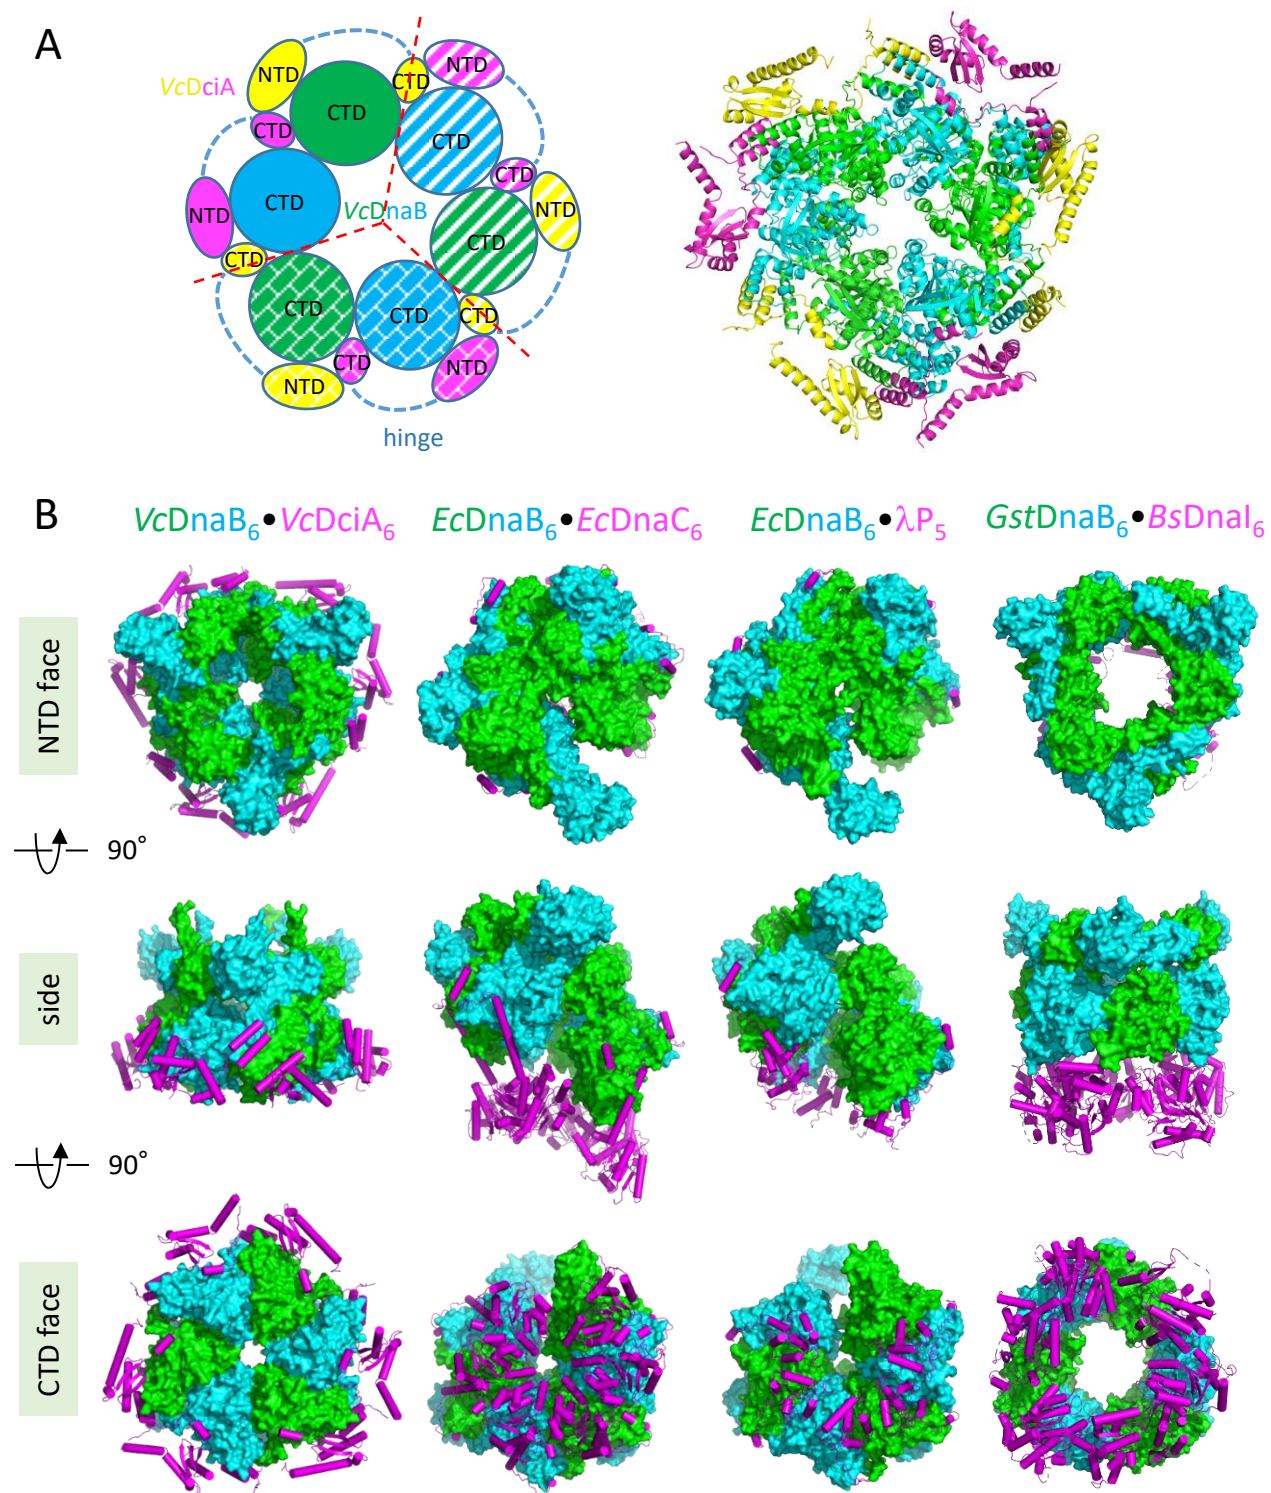 A
NTD
CTD
NTD
VcDciA
CTD
CTD
CTD
CTD
CTD
CTD
NTD
VcDnaB
NTD
CTD
CTD
CTD
CTD
CTD
CTD
NTD
NTD
hinge
B
VcDnaB6•VcDciA6
EcDnaB6•EcDnaC6
EcDnaB6•λP5
GstDnaB6•BsDnaI6
NTD face
90°
side
90°
CTD face